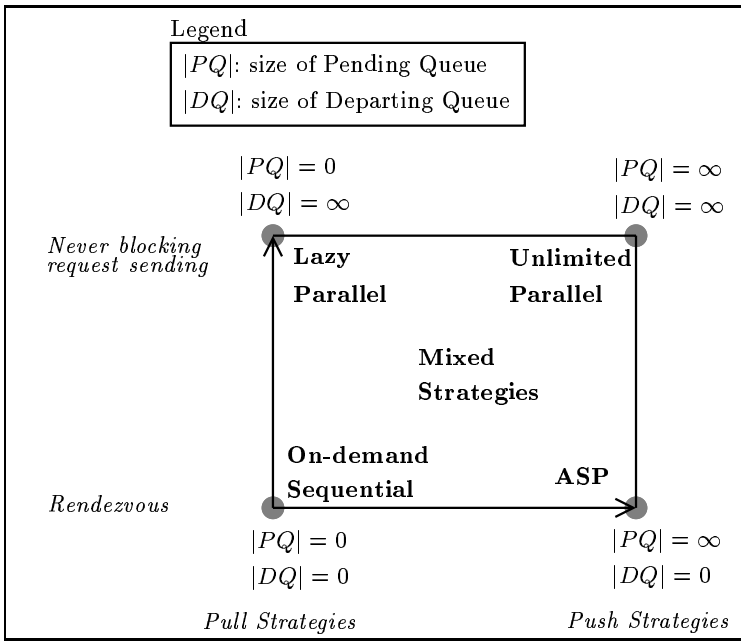 Legend
|PQ|: size of Pending Queue
|DQ|: size of Departing Queue
|PQ| = 0
|DQ| = ∞
|PQ| = ∞
|DQ| = ∞
Never blocking
request sending
Lazy
Parallel
Unlimited
Parallel
Mixed
Strategies
On-demand
Sequential
ASP
Rendezvous
|PQ| = 0
|DQ| = 0
|PQ| = ∞
|DQ| = 0
Pull Strategies
Push Strategies